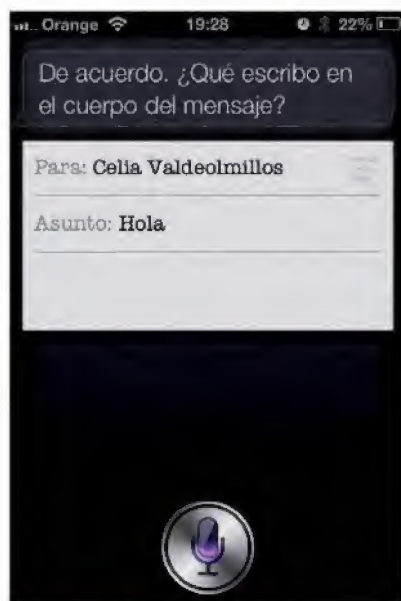 Orange 19:28 22%
De acuerdo. ¿Qué escribo en
el cuerpo del mensaje?
Para: Celia Valdeolmillos
Asunto: Hola